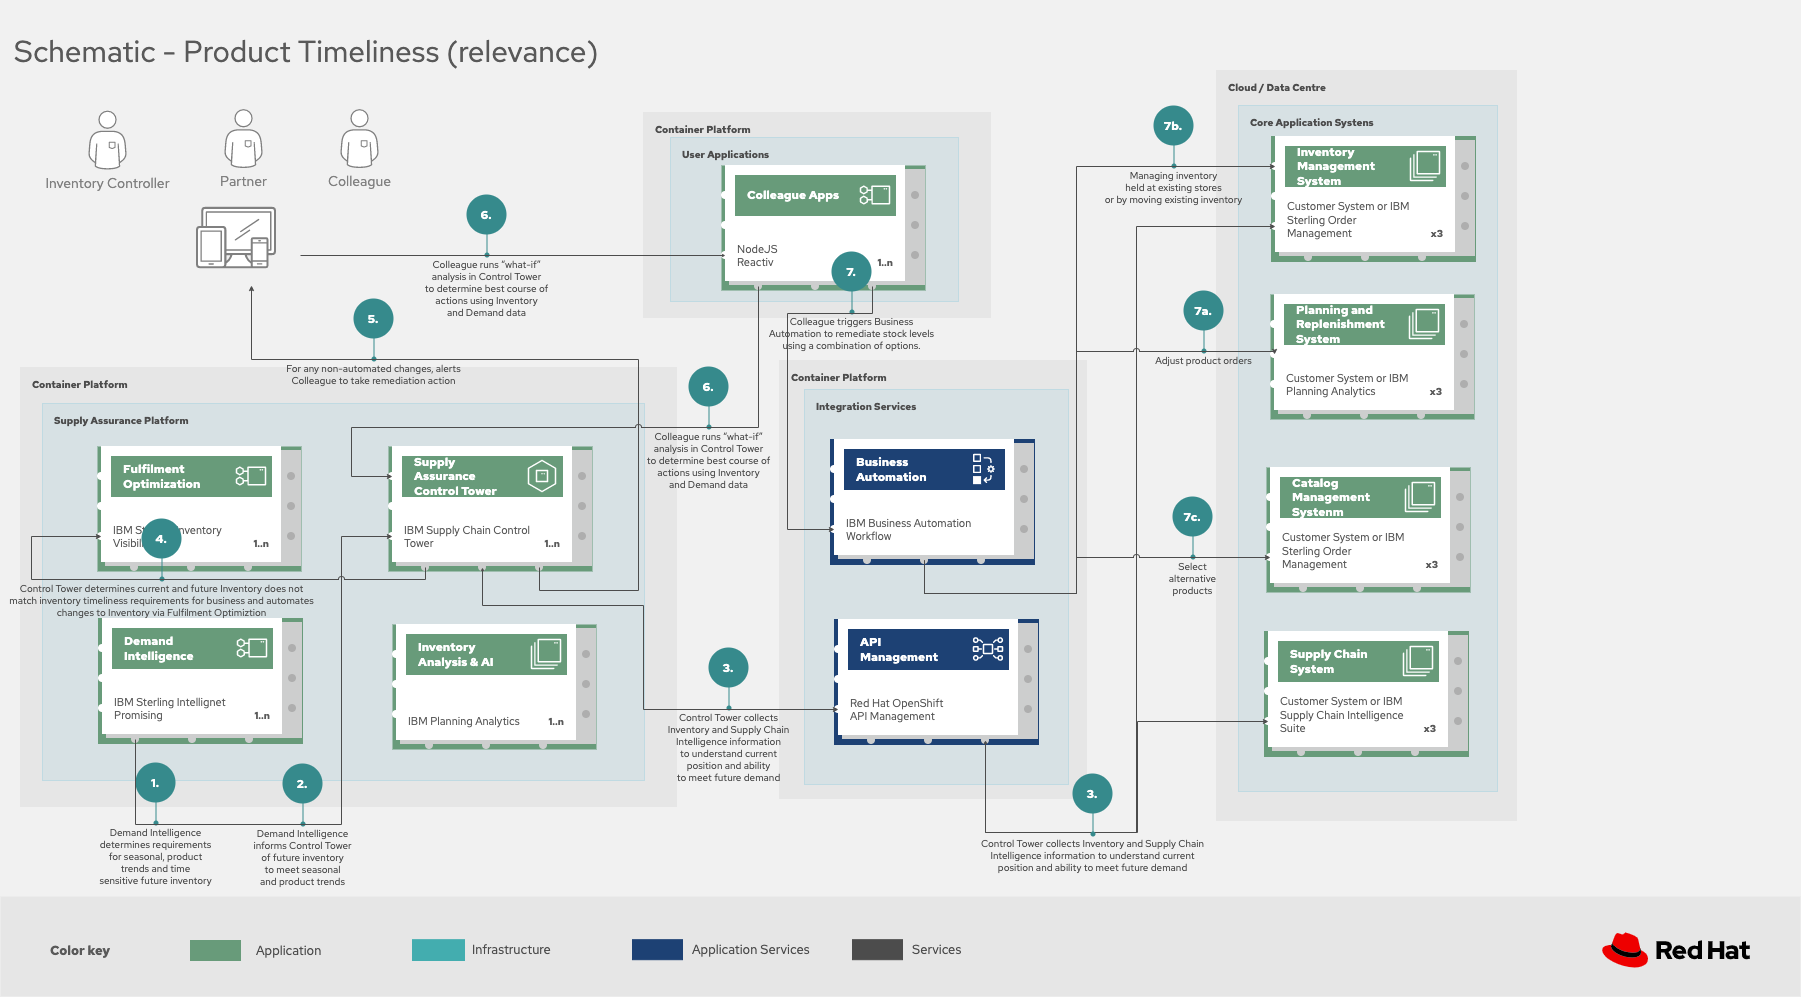 Schematic - Product Timeliness (relevance)
Inventory Controller
Partner
Colleague
6.
Colleague runs “what-if”
analysis in Control Tower
to determine best course of
actions using Inventory
and Demand data
5.
For any non-automated changes, alerts
Colleague to take remediation action
Container Platform
User Applications
Colleague Apps
NodeJS
Reactiv
1..n
7.
Colleague triggers Business
Automation to remediate stock levels
using a combination of options.
Container Platform
Supply Assurance Platform
Fulfilment
Optimization
IBM St
nventory
Visibil
1..n
4.
Control Tower determines current and future Inventory does not
match inventory timeliness requirements for business and automates
changes to Inventory via Fulfilment Optimiztion
Supply
Assurance
Control Tower
IBM Supply Chain Control
Tower
1..n
Demand
Intelligence
IBM Sterling Intellignet
Promising
1..n
Inventory
Analysis & AI
IBM Planning Analytics
1..n
1.
Demand Intelligence
determines requirements
for seasonal, product
trends and time
sensitive future inventory
2.
Demand Intelligence
informs Control Tower
of future inventory
to meet seasonal
and product trends
6.
Colleague runs “what-if”
analysis in Control Tower
to determine best course of
actions using Inventory
and Demand data
3.
Control Tower collects
Inventory and Supply Chain
Intelligence information
to understand current
position and ability
to meet future demand
Container Platform
Integration Services
Business
Automation
IBM Business Automation
Workflow
API
Management
Red Hat OpenShift
API Management
3.
Control Tower collects Inventory and Supply Chain
Intelligence information to understand current
position and ability to meet future demand
7b.
Managing inventory
held at existing stores
or by moving existing inventory
7a.
Adjust product orders
7c.
Select
alternative
products
Cloud / Data Centre
Core Application Systens
Inventory
Management
System
Customer System or IBM
Sterling Order
Management
x3
Planning and
Replenishment
System
Customer System or IBM
Planning Analytics
x3
Catalog
Management
Systenm
Customer System or IBM
Sterling Order
Management
x3
Supply Chain
System
Customer System or IBM
Supply Chain Intelligence
Suite
x3
Color key
Application
Infrastructure
Application Services
Services
Red Hat